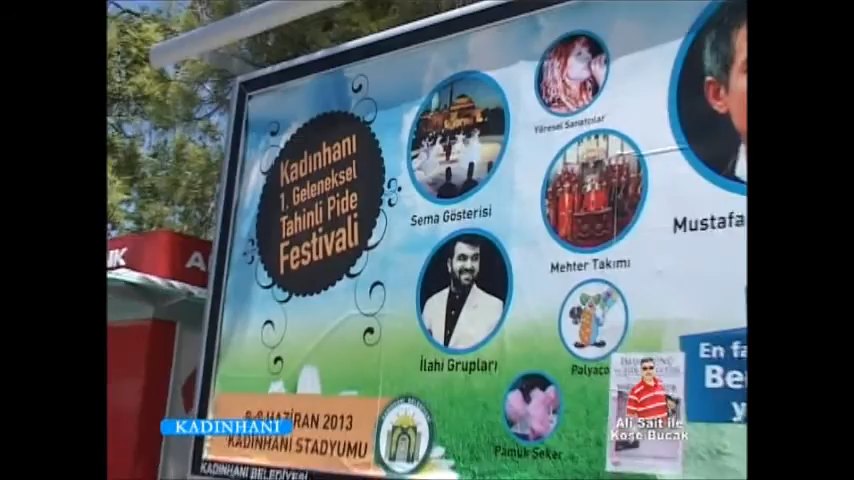 Kadınhanı
1. Geleneksel
Tahinli Pide
Festivali
Sema Gösterisi
Yöresel Sanatçılar
Mehter Takımı
Mustafa
İlahi Grupları
Palyaço
Pamuk Şeker
En fa
Be
HAZİRAN 2013
KADINHANI STADYUMU
KADINHANI BELEDİYESİ
KADINHANI
Ali Sait ile
Köşe Bucak